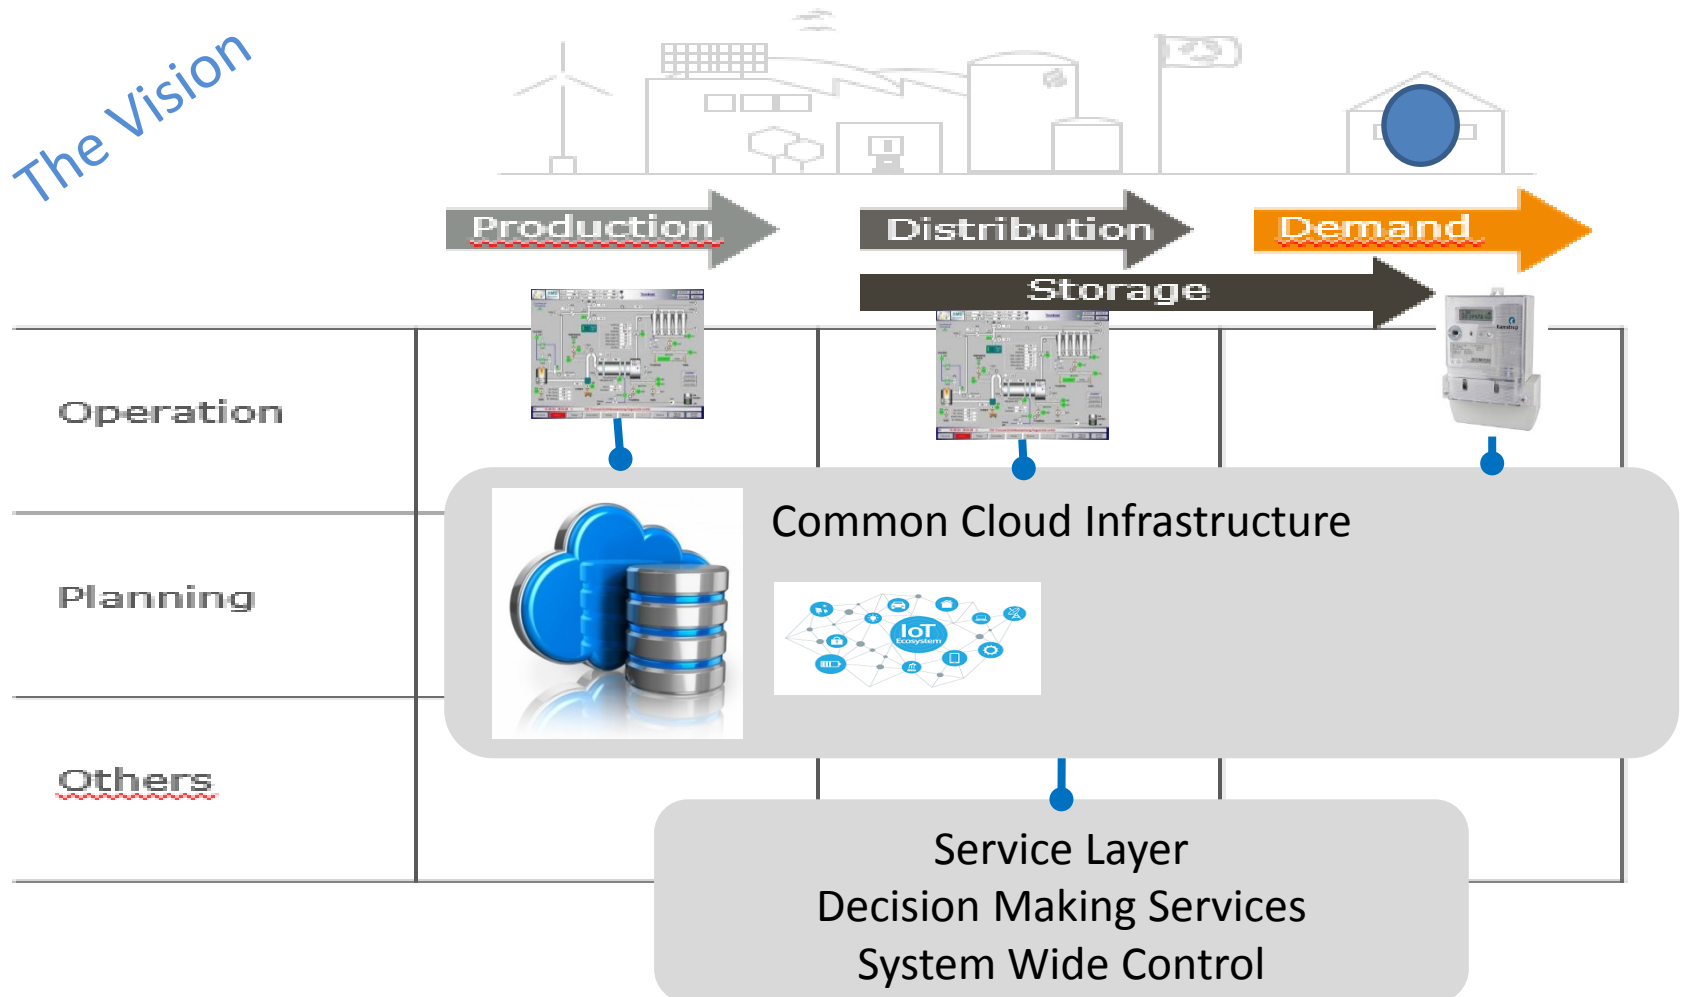 The Vision
Production
Distribution
Demand
Storage
Operation
Common Cloud Infrastructure
Planning
IoT
Ecosystem
Others
Service Layer
Decision Making Services
System Wide Control